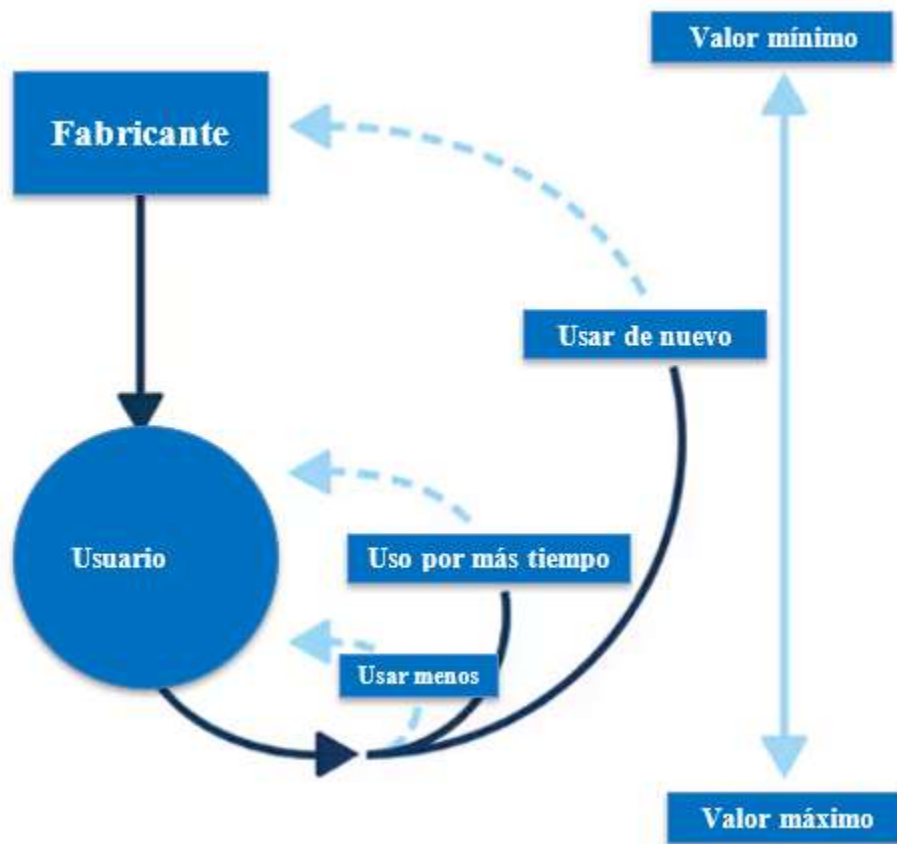 Valor mínimo
Fabricante
Usar de nuevo
Uso por más tiempo
Usuario
Usar menos
Valor máximo